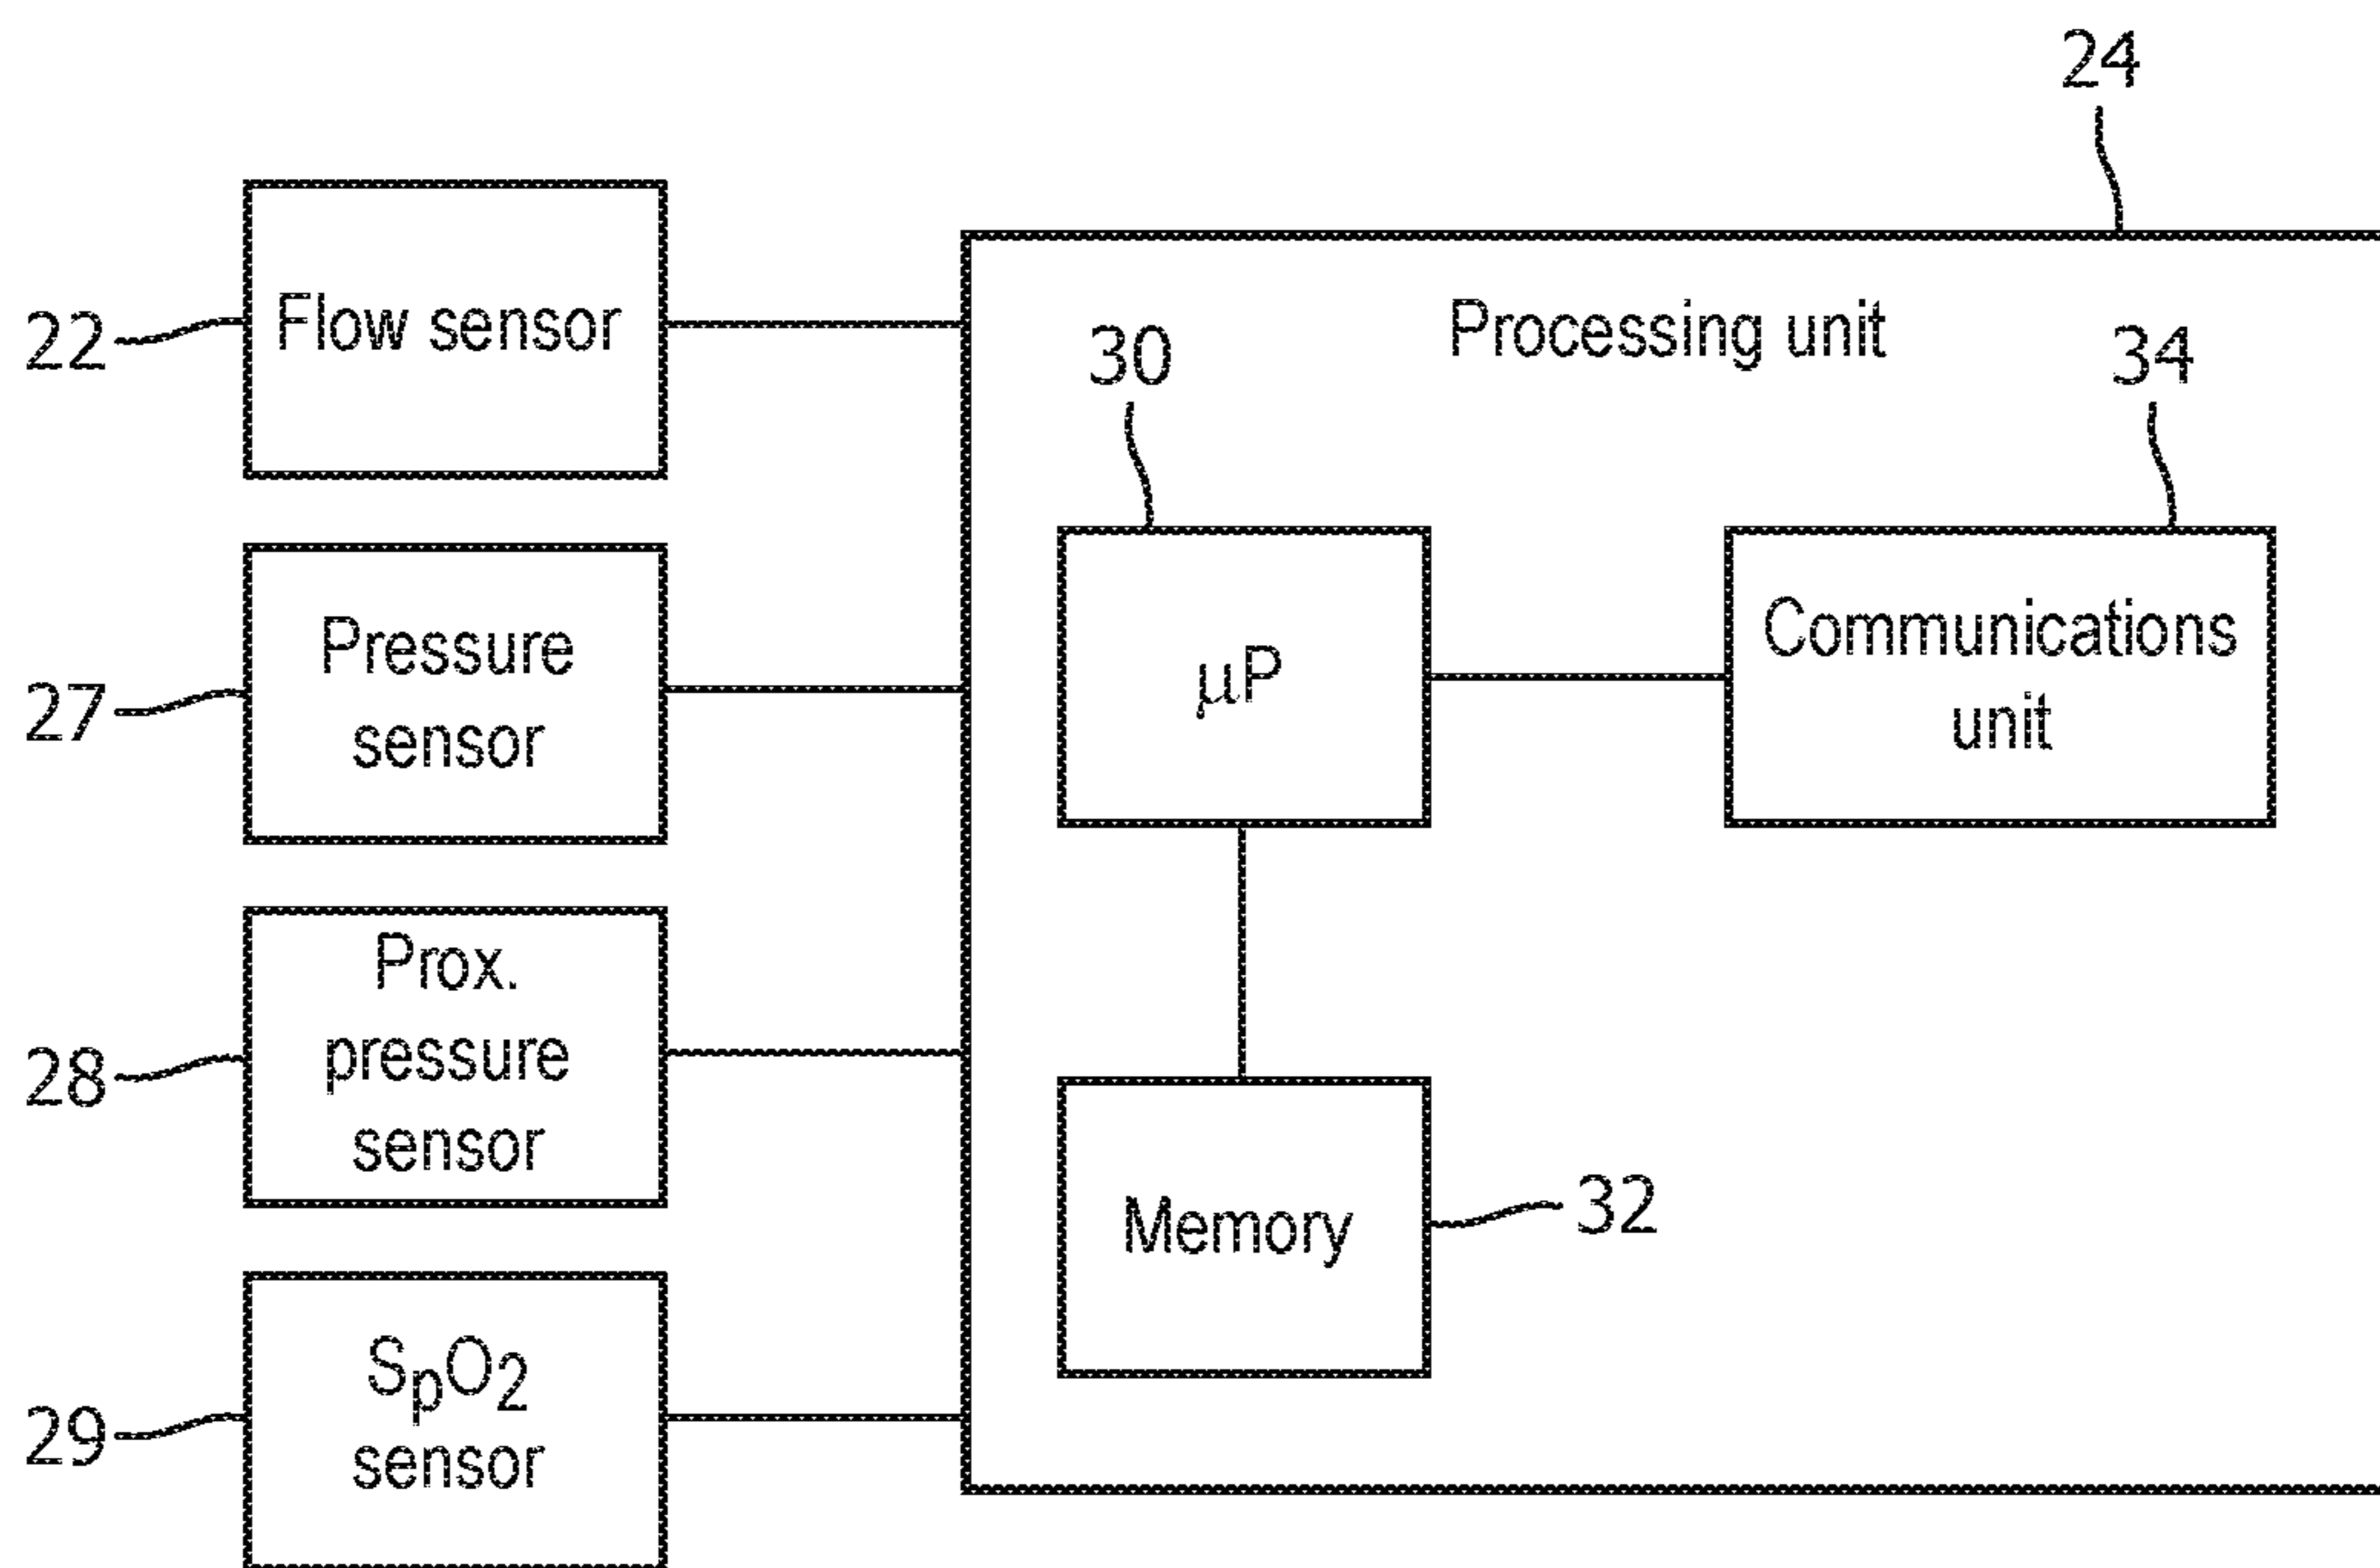 24
Flow sensor
22
Processing unit
30
34
Pressure
sensor
27
μP
Communications
unit
Prox.
pressure
sensor
28
Memory
32
SpO2
sensor
29